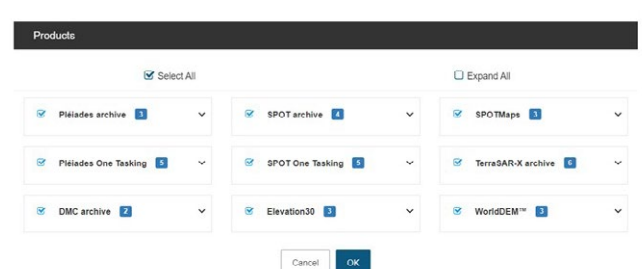 Products
Select All Expand All
Pléiades archive 3 SPOT archive 4 SPOTMaps 3
Pléiades One Tasking 5 SPOT One Tasking 5 TerraSAR-X archive 6
DMC archive 2 Elevation30 3 WorldDEM™ 3
Cancel OK